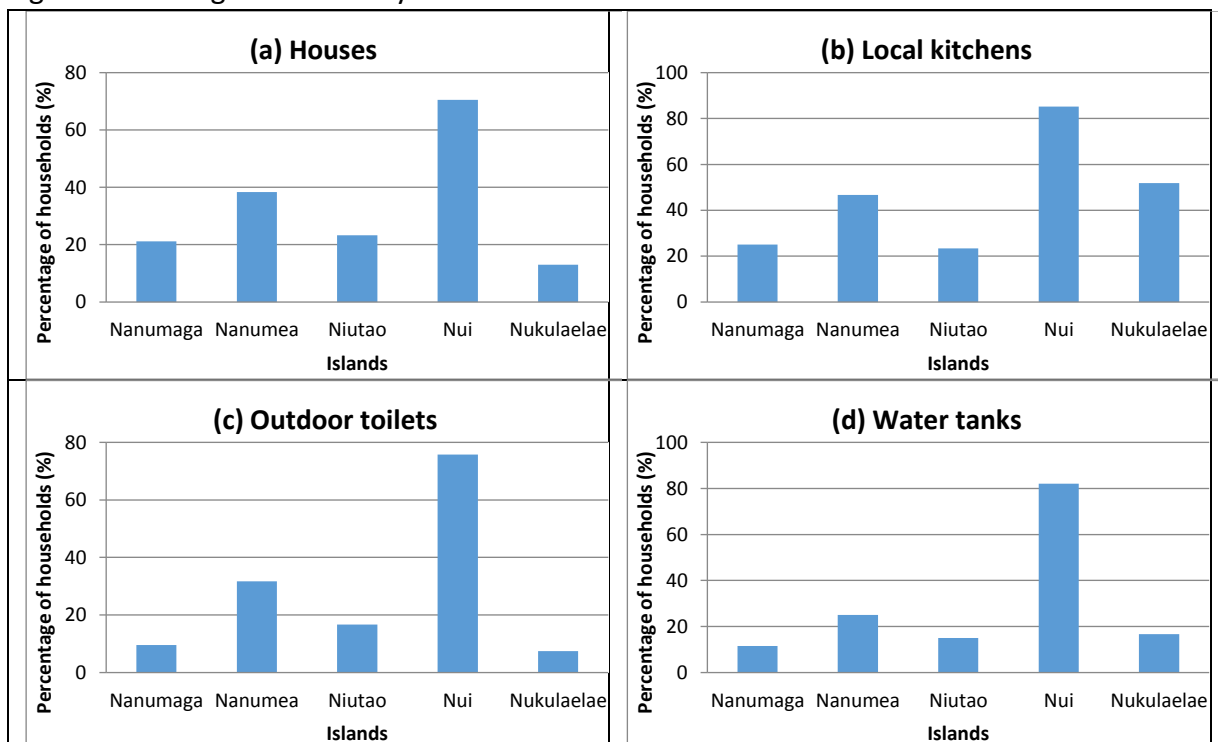 (a) Houses
Percentage of households (%)
80
60
40
20
0
Nanumaga Nanumea Niutao Nui Nukulaelae
Islands
(b) Local kitchens
Percentage of households (%)
100
80
60
40
20
0
Nanumaga Nanumea Niutao Nui Nukulaelae
Islands
(c) Outdoor toilets
Percentage of households (%)
80
60
40
20
0
Nanumaga Nanumea Niutao Nui Nukulaelae
Islands
(d) Water tanks
Percentage of households (%)
100
80
60
40
20
0
Nanumaga Nanumea Niutao Nui Nukulaelae
Islands